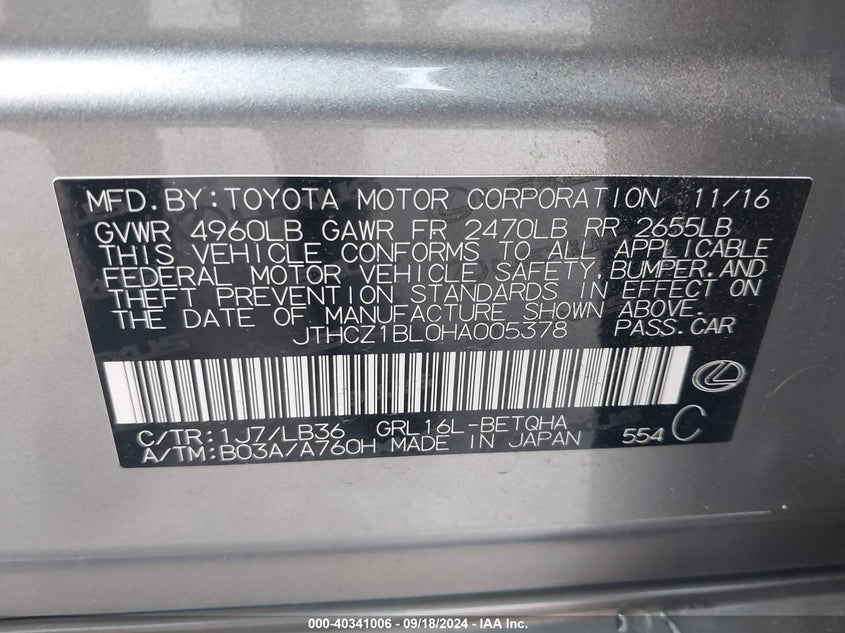 MFD. BY: TOYOTA MOTOR CORPORATION 11/16
GVWR 4960LB GAWR FR 2470LB RR 2655LB
THIS VEHICLE CONFORMS TO ALL APPLICABLE
FEDERAL MOTOR VEHICLE SAFETY, BUMPER, AND
THEFT PREVENTION STANDARDS IN EFFECT ON
THE DATE OF MANUFACTURE SHOWN ABOVE.
JTHCZ1BL0HA005378 PASS. CAR
C/TR: 1J7/LB36 GRL16L-BETQHA
A/TM: B03A/A760H MADE IN JAPAN 554 C
000-40341006 - 09/18/2024 - IAA Inc.